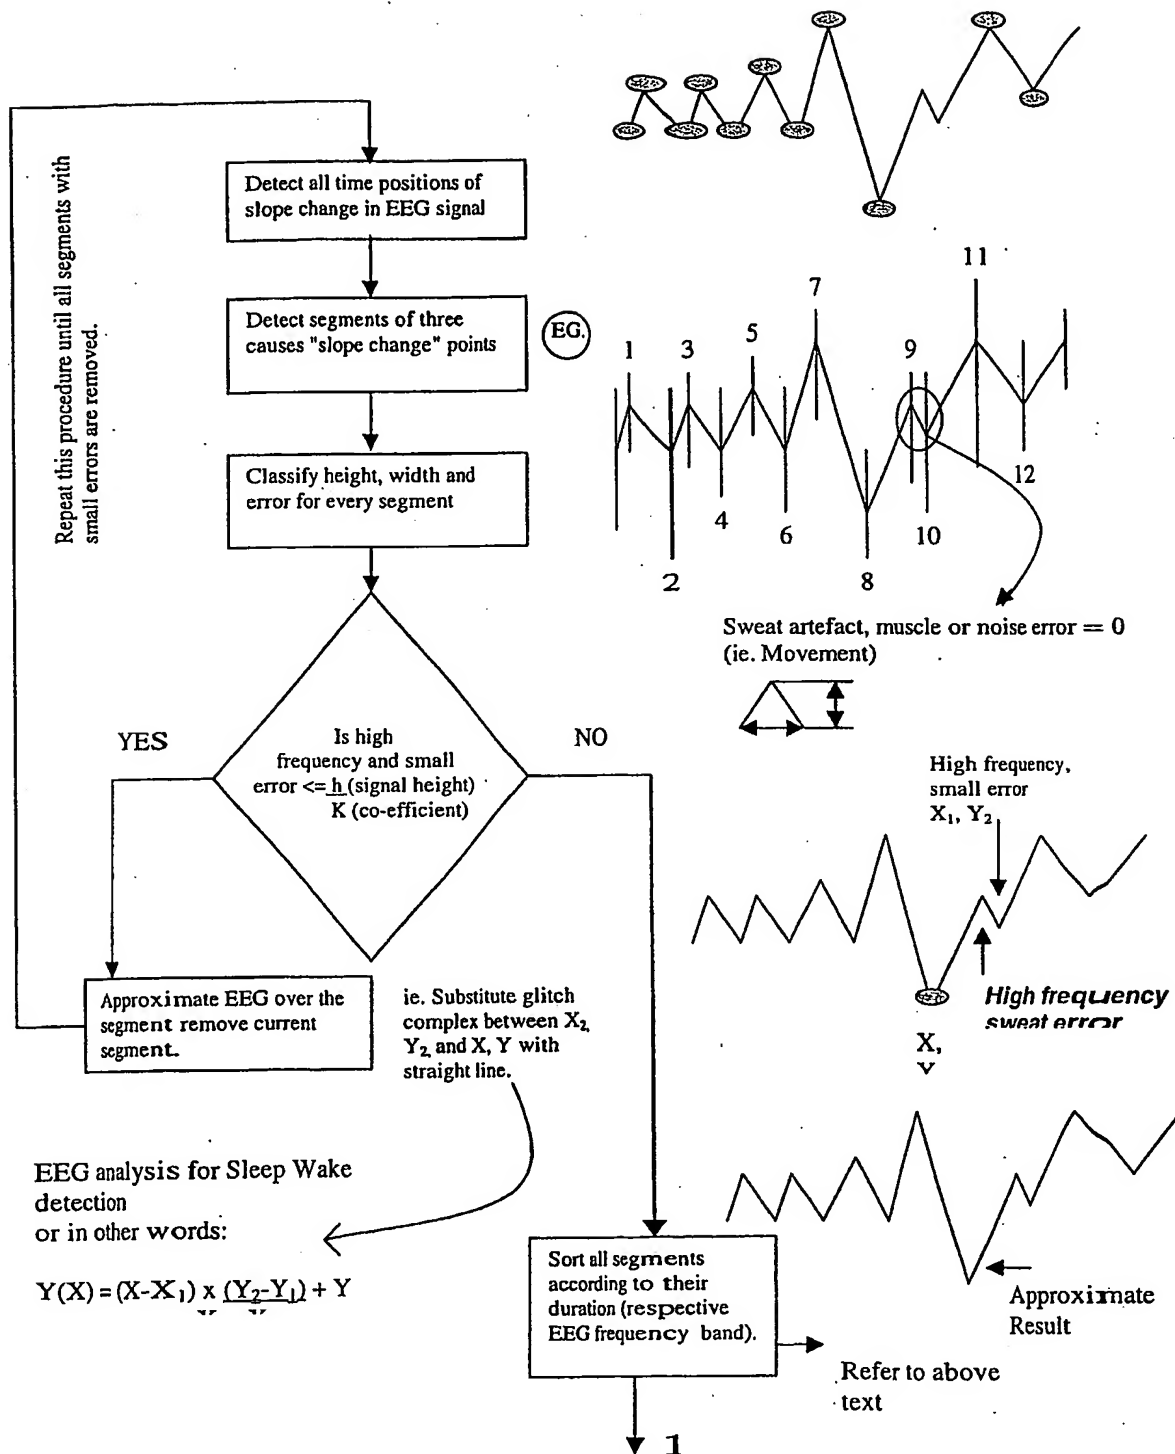 Repeat this procedure until all segments with
small errors are removed.
Detect all time positions of
slope change in EEG signal
Detect segments of three
causes "slope change" points
EG.
Classify height, width and
error for every segment
1
2
3
4
5
6
7
8
9
10
11
12
Sweat artefact, muscle or noise error = 0
(ie. Movement)
YES
Is high
frequency and small
error <= h (signal height)
K (co-efficient)
NO
High frequency,
small error
X₁, Y₂
High frequency
sweat error
X,
Approximate EEG over the
segment remove current
segment.
ie. Substitute glitch
complex between X₂,
Y₂, and X, Y with
straight line.
EEG analysis for Sleep Wake
detection
or in other words:
Y(X) = (X-X₁) x (Y₂-Y₁) + Y
Sort all segments
according to their
duration (respective
EEG frequency band).
Approximate
Result
Refer to above
text
1